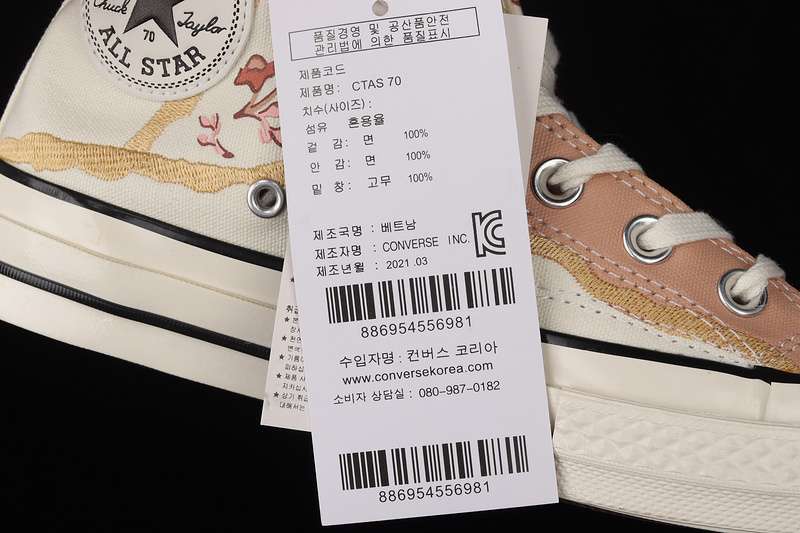 Chuck Taylor
70
ALL STAR
품질경영 및 공산품안전
관리법에 의한 품질표시
제품코드
제품명: CTAS 70
치수(사이즈) :
섬유 혼용율
겉 감: 면 100%
안 감: 면 100%
밑 창: 고무 100%
제조국명 : 베트남
제조자명 : CONVERSE INC.
제조년월 : 2021 .03
886954556981
수입자명 : 컨버스 코리아
www.conversekorea.com
소비자 상담실 : 080-987-0182
886954556981